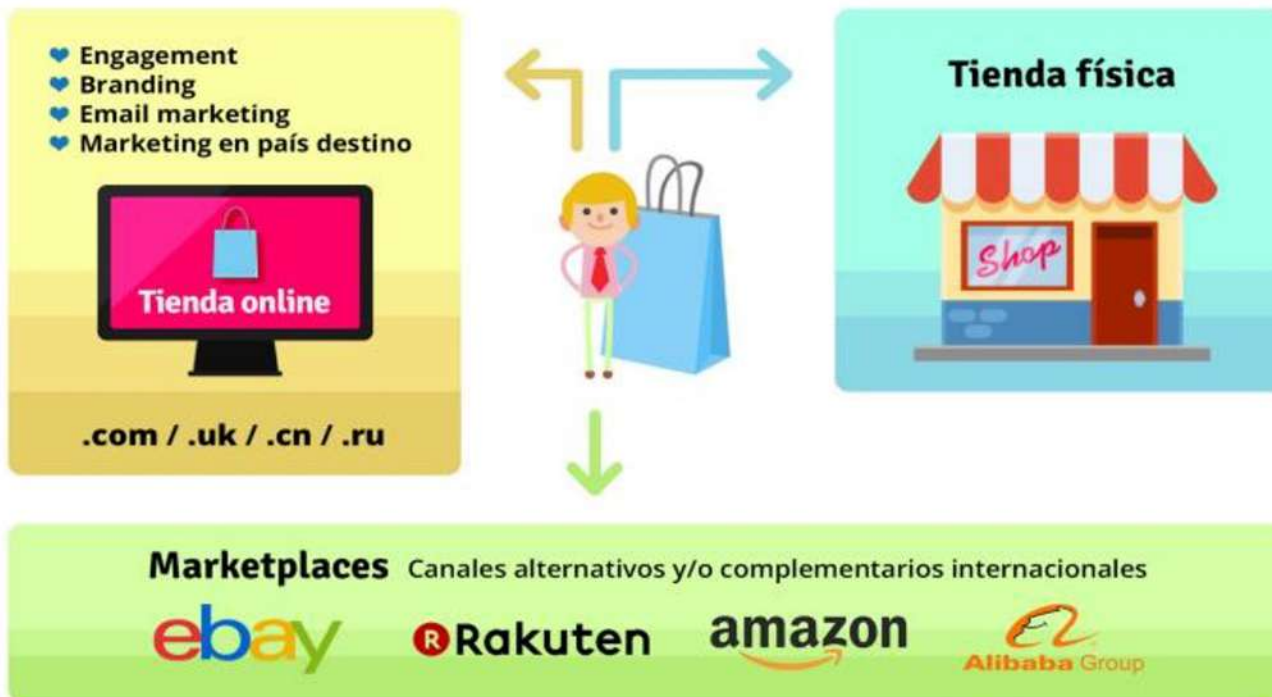 Engagement
Branding
Email marketing
Marketing en país destino
Tienda online
.com / .uk / .cn / .ru
Tienda física
Shop
Marketplaces Canales alternativos y/o complementarios internacionales
ebay
R Rakuten
amazon
Alibaba Group